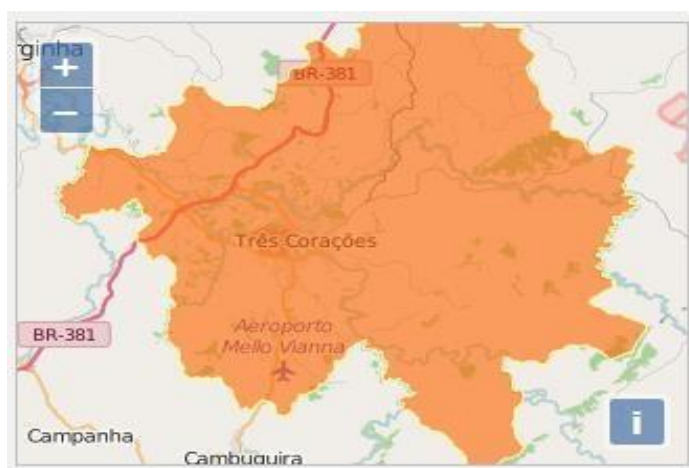 ginha
+
BR-381
−
Três Corações
BR-381
Aeroporto
Mello Vianna
Campanha
Cambuquira
i